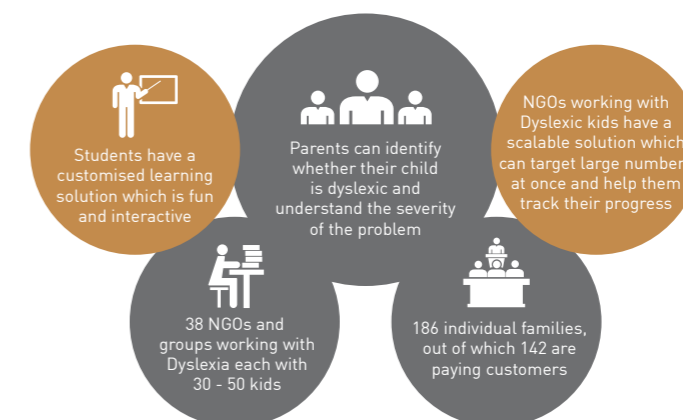 Students have a
customised learning
solution which is fun
and interactive
Parents can identify
whether their child
is dyslexic and
understand the severity
of the problem
NGOs working with
Dyslexic kids have a
scalable solution which
can target large number
at once and help them
track their progress
38 NGOs and
groups working with
Dyslexia each with
30 - 50 kids
186 individual families,
out of which 142 are
paying customers